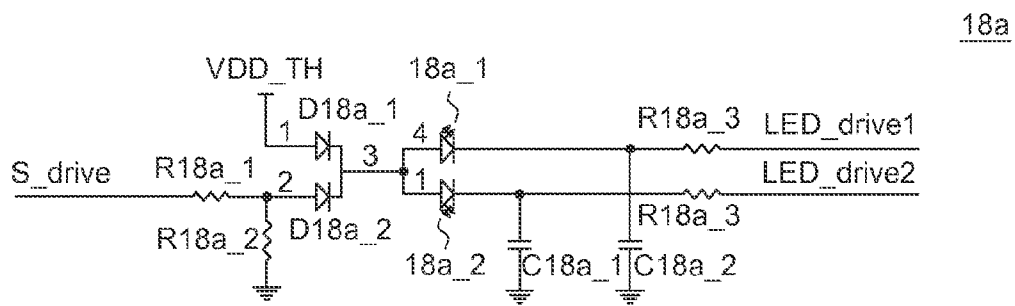 18a
VDD_TH
18a_1
D18a_1
1
4
3
R18a_3
LED_drive1
S_drive
R18a_1
2
1
LED_drive2
R18a_2
D18a_2
R18a_3
18a_2
C18a_1
C18a_2